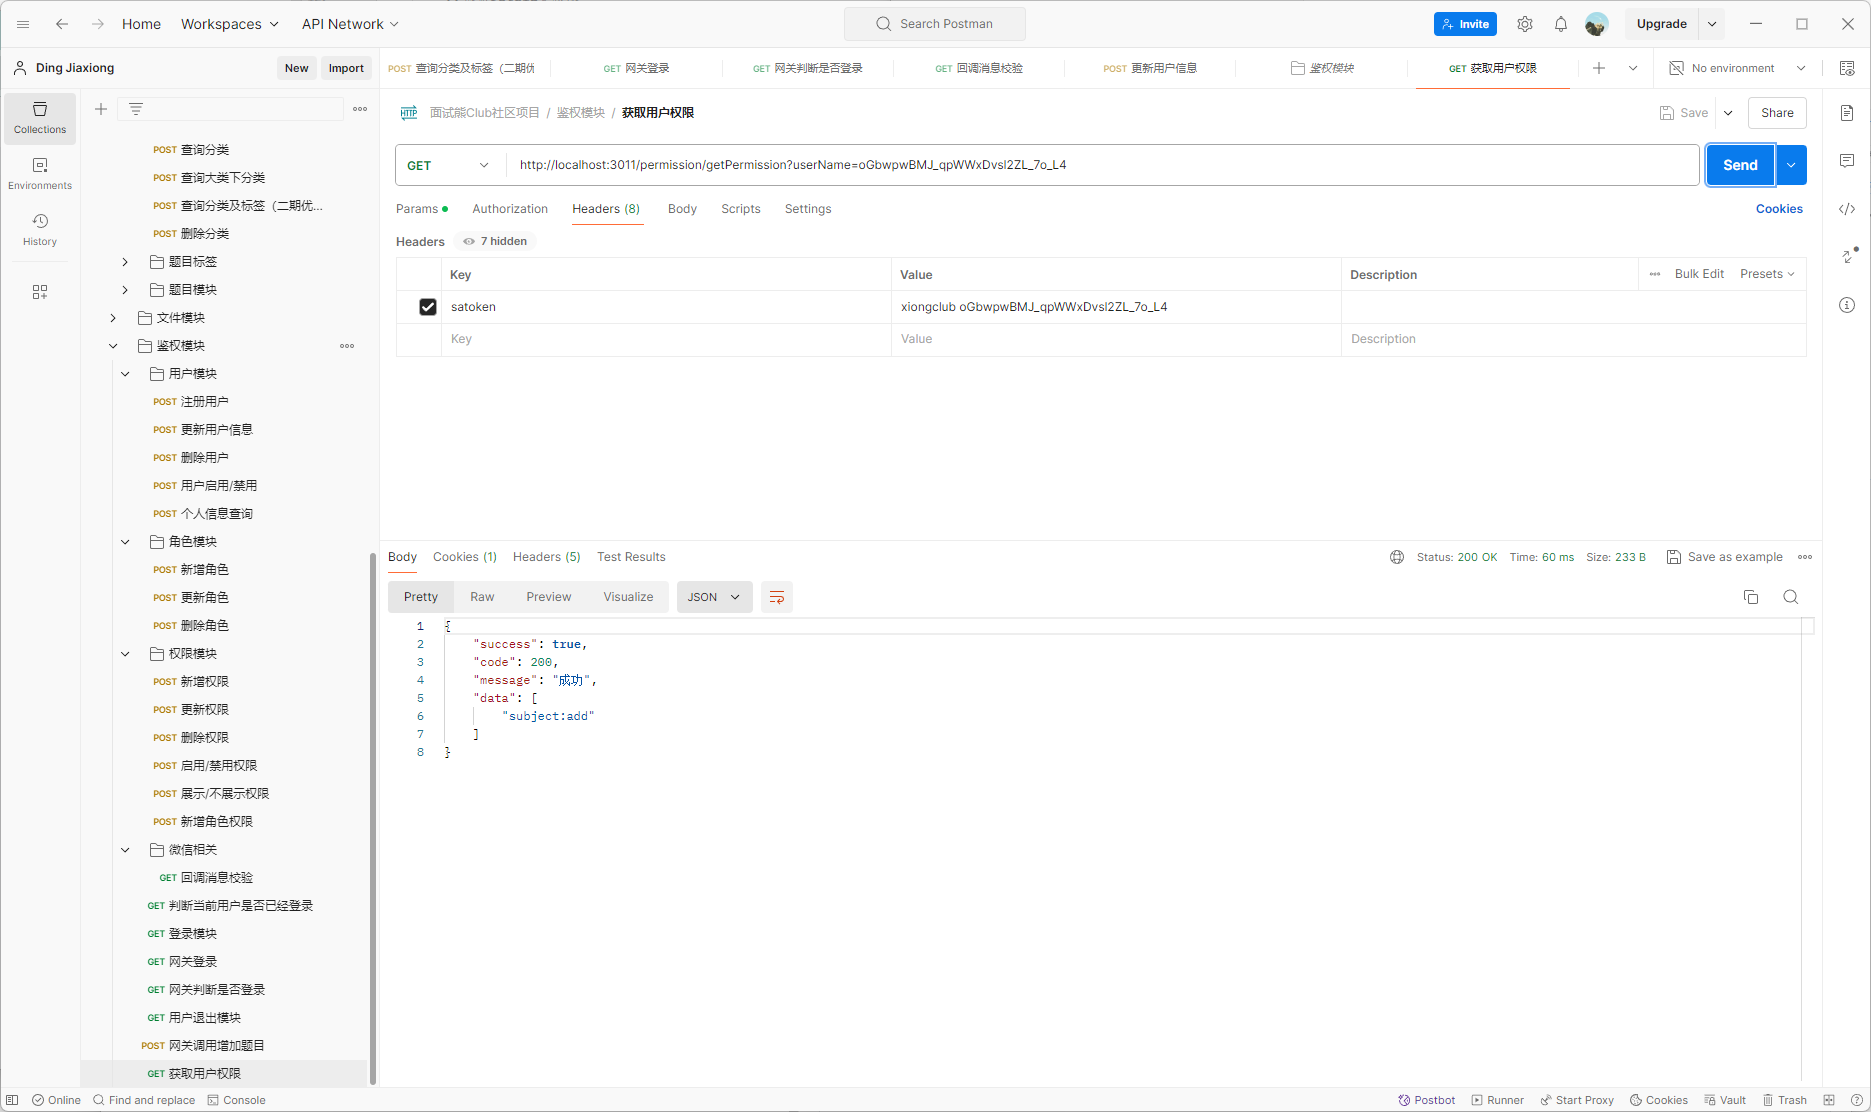 Home Workspaces API Network Search Postman Invite Upgrade
Ding Jiaxiong New Import
POST 查询分类及标签（二期优 GET 网关登录 GET 网关判断是否登录 GET 回调消息校验 POST 更新用户信息 鉴权模块 GET 获取用户权限 No environment
Collections
Environments
History
POST 查询分类
POST 查询大类下分类
POST 查询分类及标签（二期优...
POST 删除分类
题目标签
题目模块
文件模块
鉴权模块
用户模块
POST 注册用户
POST 更新用户信息
POST 删除用户
POST 用户启用/禁用
POST 个人信息查询
角色模块
POST 新增角色
POST 更新角色
POST 删除角色
权限模块
POST 新增权限
POST 更新权限
POST 删除权限
POST 启用/禁用权限
POST 展示/不展示权限
POST 新增角色权限
微信相关
GET 回调消息校验
GET 判断当前用户是否已经登录
GET 登录模块
GET 网关登录
GET 网关判断是否登录
GET 用户退出模块
POST 网关调用增加题目
GET 获取用户权限
HTTP 面试熊Club社区项目 / 鉴权模块 / 获取用户权限 Save Share
GET http://localhost:3011/permission/getPermission?userName=oGbwpwBMJ_qpWWxDvsl2ZL_7o_L4 Send
Params Authorization Headers (8) Body Scripts Settings Cookies
Headers 7 hidden
Key Value Description Bulk Edit Presets
satoken xiongclub oGbwpwBMJ_qpWWxDvsl2ZL_7o_L4
Key Value Description
Body Cookies (1) Headers (5) Test Results Status: 200 OK Time: 60 ms Size: 233 B Save as example
Pretty Raw Preview Visualize JSON
1 {
2 "success": true,
3 "code": 200,
4 "message": "成功",
5 "data": [
6 "subject:add"
7 ]
8 }
Online Find and replace Console Postbot Runner Start Proxy Cookies Vault Trash